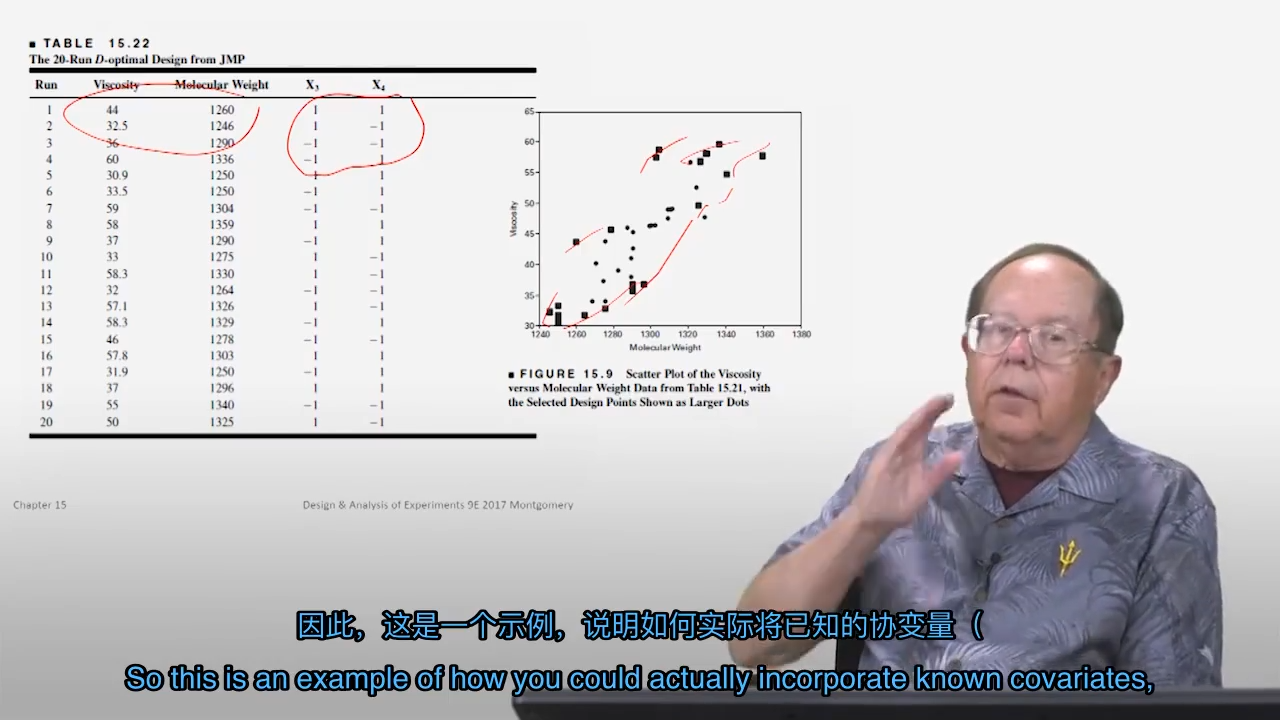 ■ TABLE 15.22
The 20-Run D-optimal Design from JMP
Run Viscosity Molecular Weight X3 X4
1 44 1260 1 1
2 32.5 1246 1 −1
3 36 1290 −1 −1
4 60 1336 −1 1
5 30.9 1250 1 1
6 33.5 1250 −1 1
7 59 1304 −1 −1
8 58 1359 1 1
9 37 1290 −1 1
10 33 1275 1 −1
11 58.3 1330 −1 1
12 32 1264 −1 −1
13 57.1 1326 1 −1
14 58.3 1329 −1 1
15 46 1278 −1 −1
16 57.8 1303 1 1
17 31.9 1250 −1 1
18 37 1296 1 1
19 55 1340 −1 −1
20 50 1325 1 −1
65
60
55
50
45
40
35
30
Viscosity
1240 1260 1280 1300 1320 1340 1360 1380
Molecular Weight
■ FIGURE 15.9 Scatter Plot of the Viscosity
versus Molecular Weight Data from Table 15.21, with
the Selected Design Points Shown as Larger Dots
Chapter 15
Design & Analysis of Experiments 9E 2017 Montgomery
因此，这是一个示例，说明如何实际将已知的协变量（
So this is an example of how you could actually incorporate known covariates,